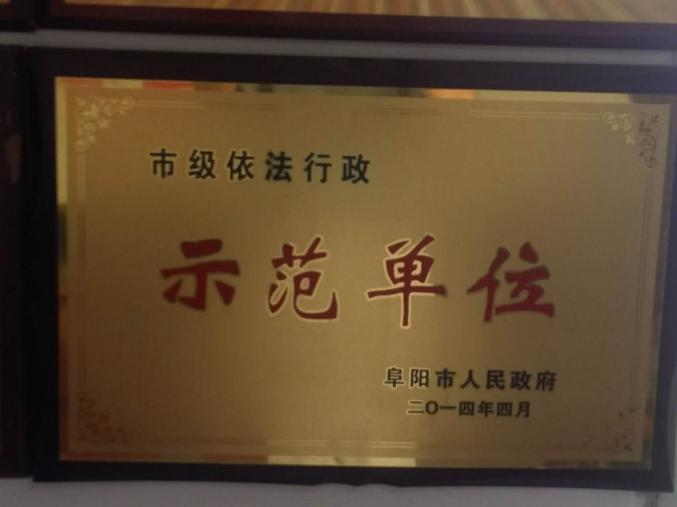 市级依法行政
示范单位
阜阳市人民政府
二〇一四年四月